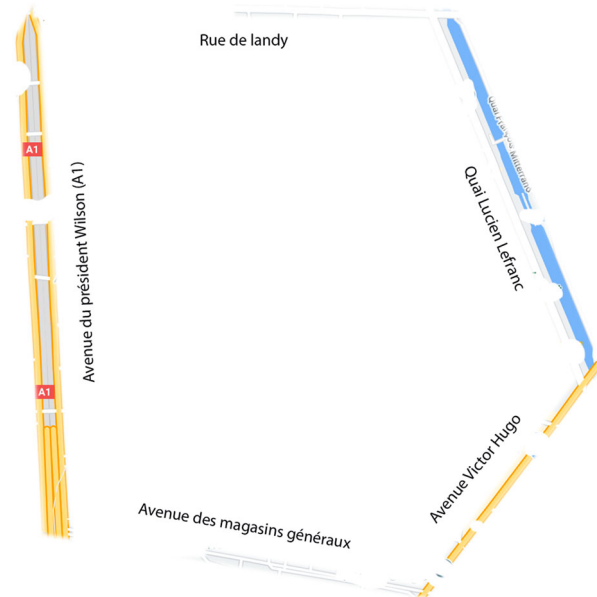 Rue de landy
A1
Avenue du président Wilson (A1)
Quai Lucien Lefranc
A1
Avenue Victor Hugo
Avenue des magasins généraux